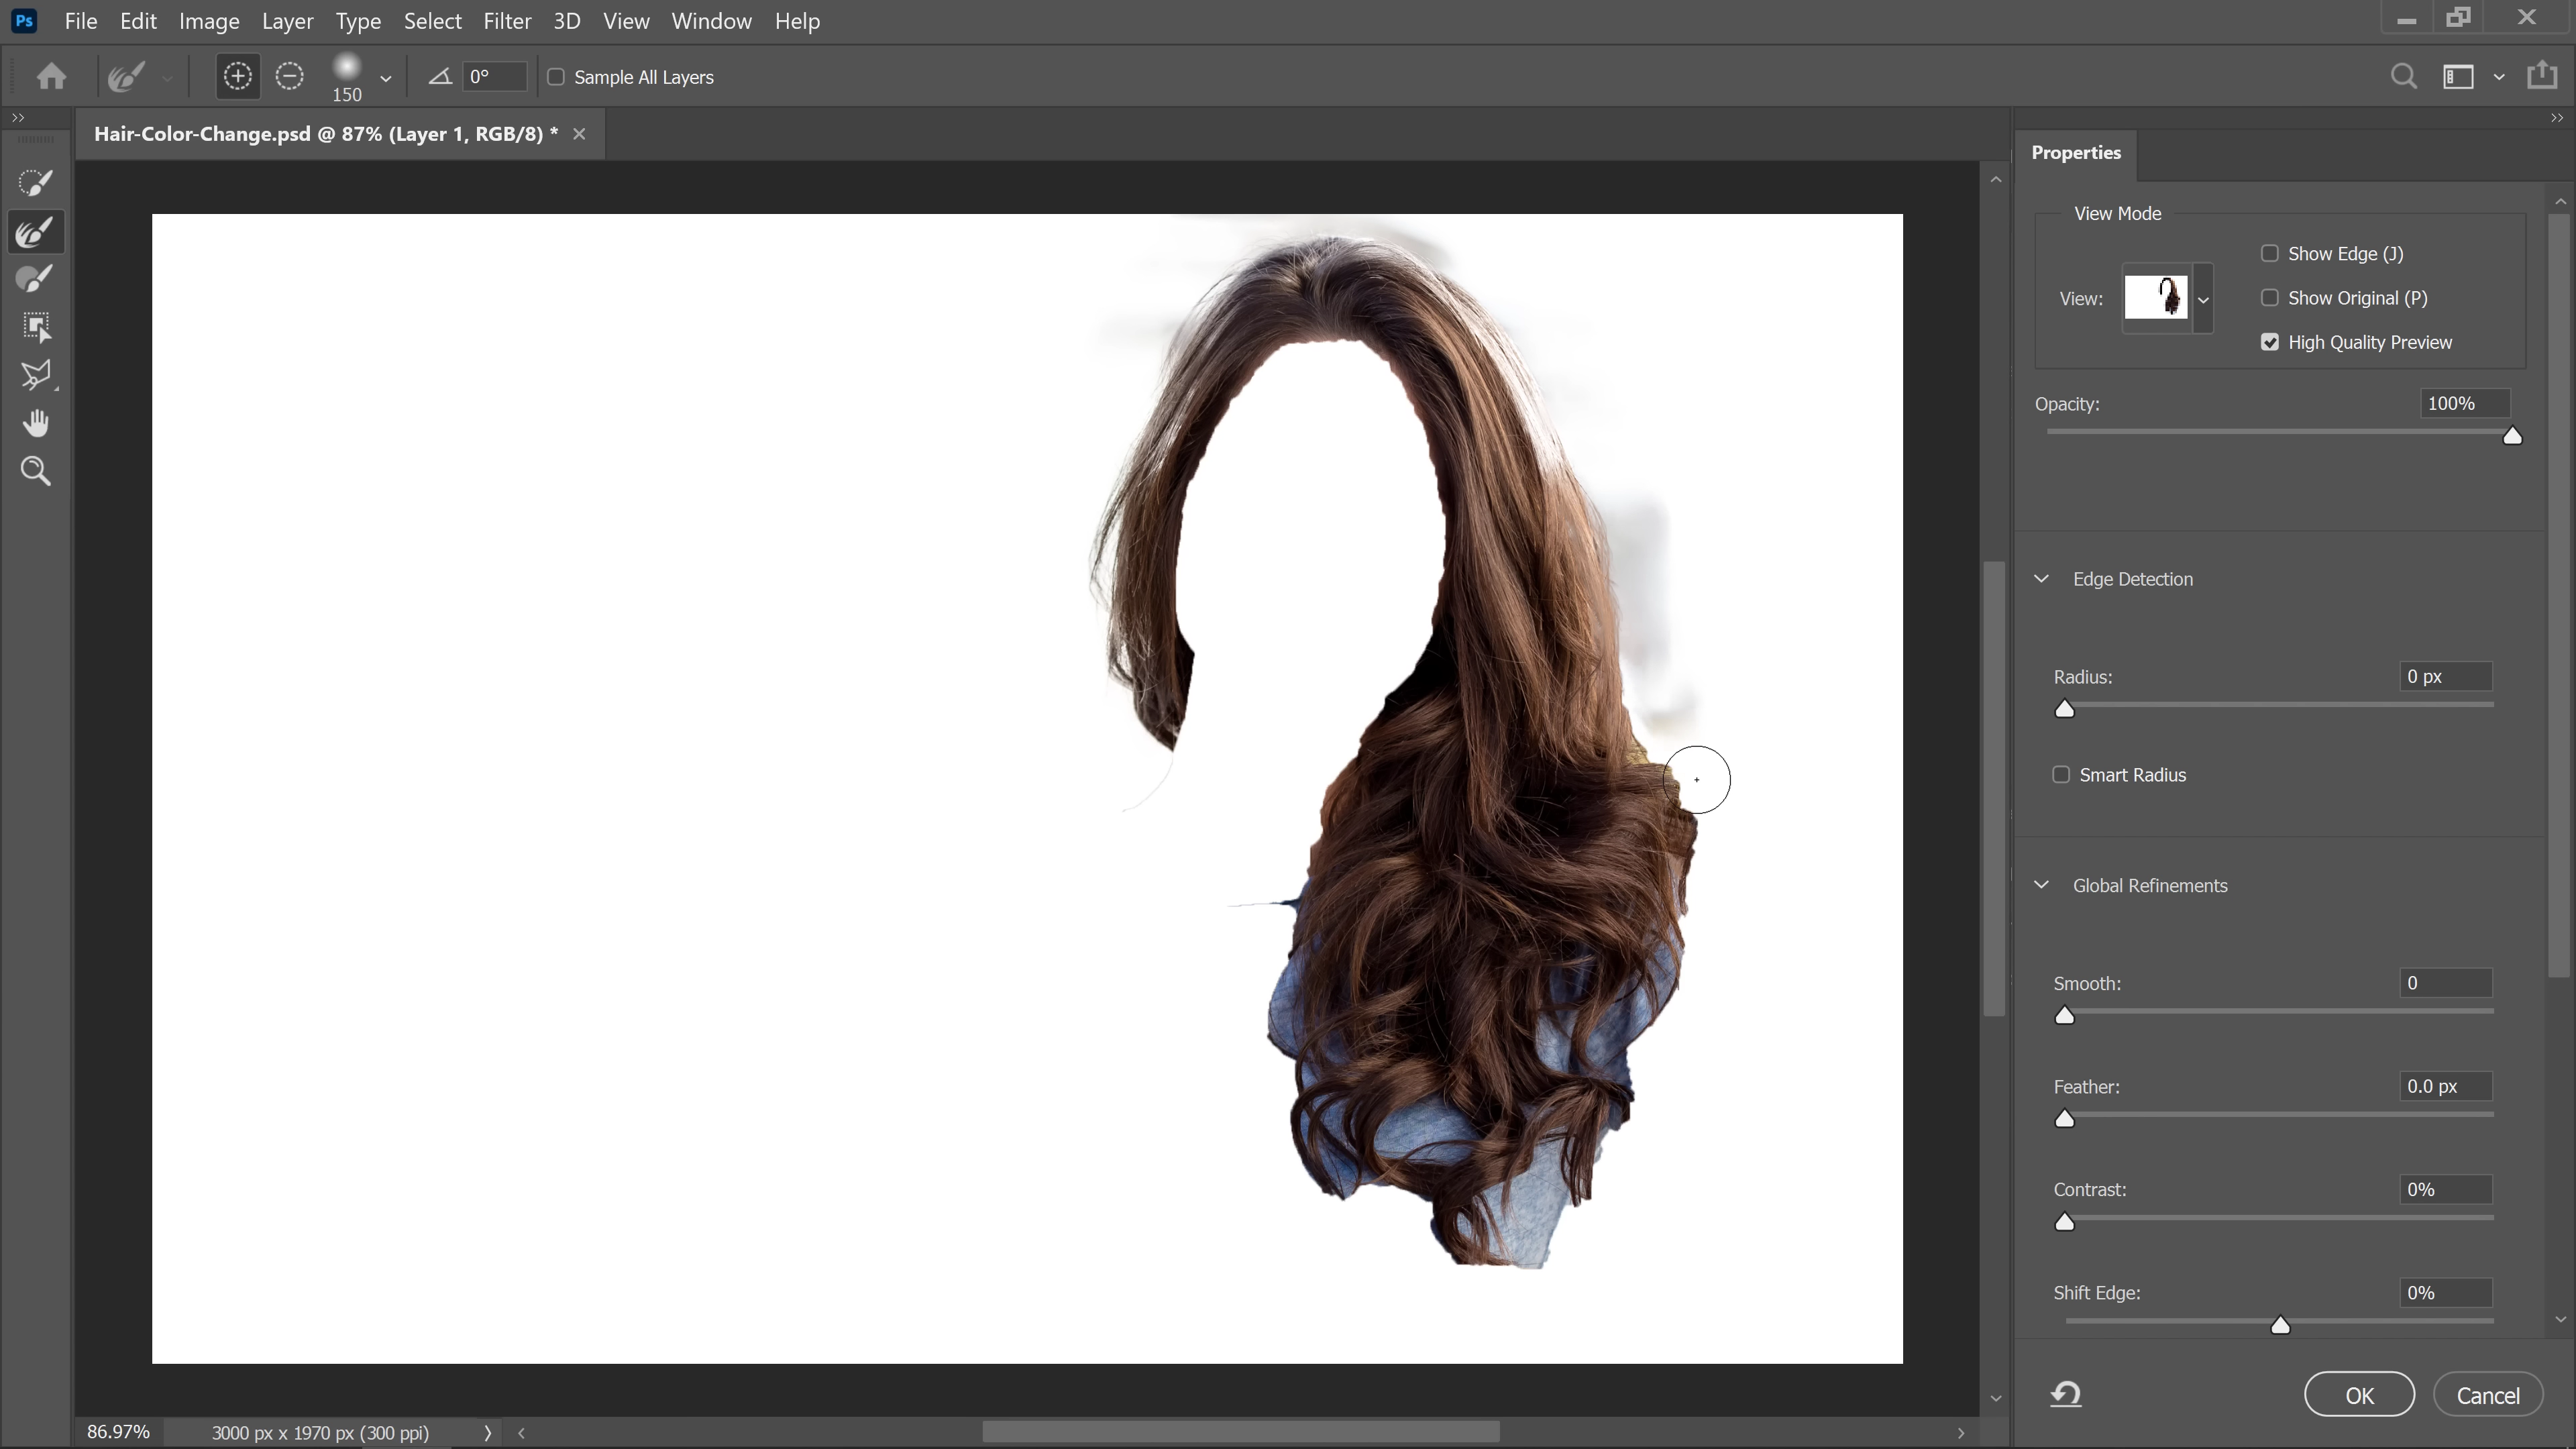 Ps File Edit Image Layer Type Select Filter 3D View Window Help
150
0°
Sample All Layers
Hair-Color-Change.psd @ 87% (Layer 1, RGB/8) *
Properties
View Mode
View:
Show Edge (J)
Show Original (P)
High Quality Preview
Opacity: 100%
Edge Detection
Radius: 0 px
Smart Radius
Global Refinements
Smooth: 0
Feather: 0.0 px
Contrast: 0%
Shift Edge: 0%
OK Cancel
86.97% 3000 px x 1970 px (300 ppi)